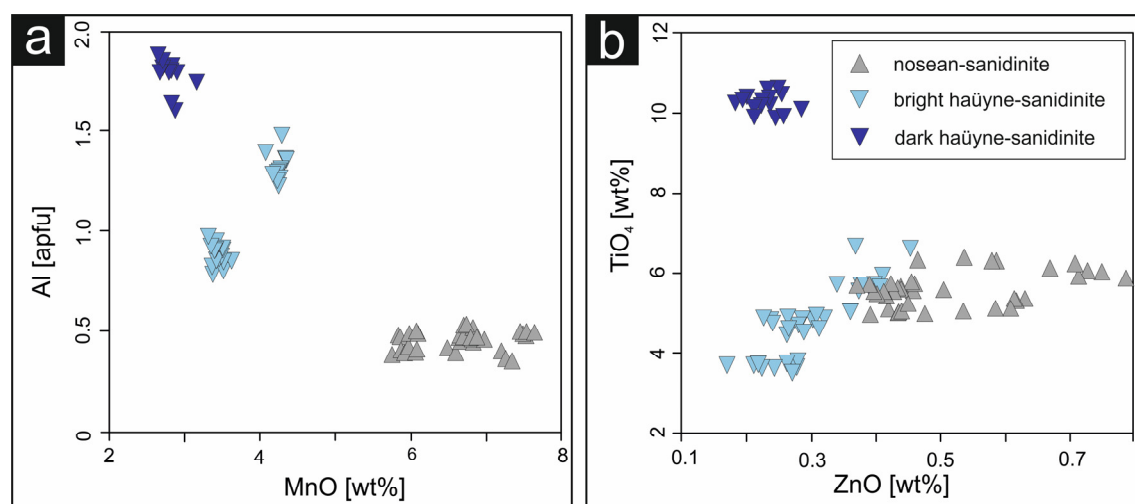 a
2.0
1.5
1.0
0.5
0
Al [apfu]
2
4
6
8
MnO [wt%]
b
12
10
8
6
4
2
TiO₄ [wt%]
nosean-sanidinite
bright haüyne-sanidinite
dark haüyne-sanidinite
0.1
0.3
0.5
0.7
ZnO [wt%]